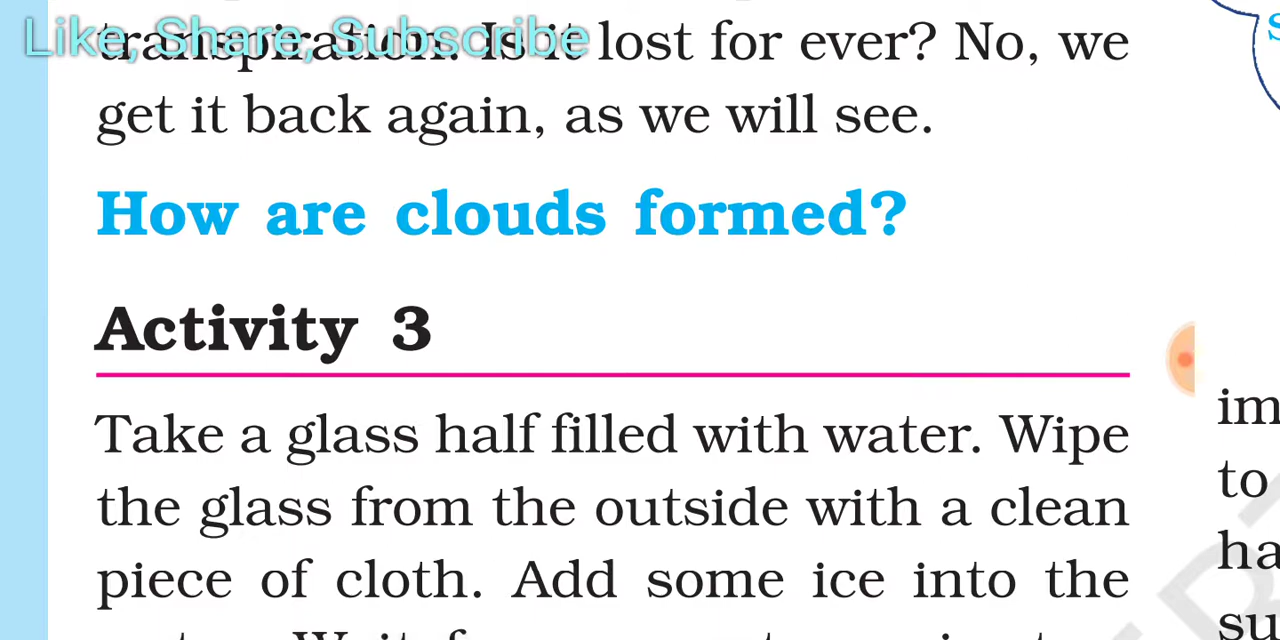 Like, Share, Subscribe
transpiration. Is it lost for ever? No, we
get it back again, as we will see.
How are clouds formed?
Activity 3
Take a glass half filled with water. Wipe
the glass from the outside with a clean
piece of cloth. Add some ice into the
im
to
ha
su